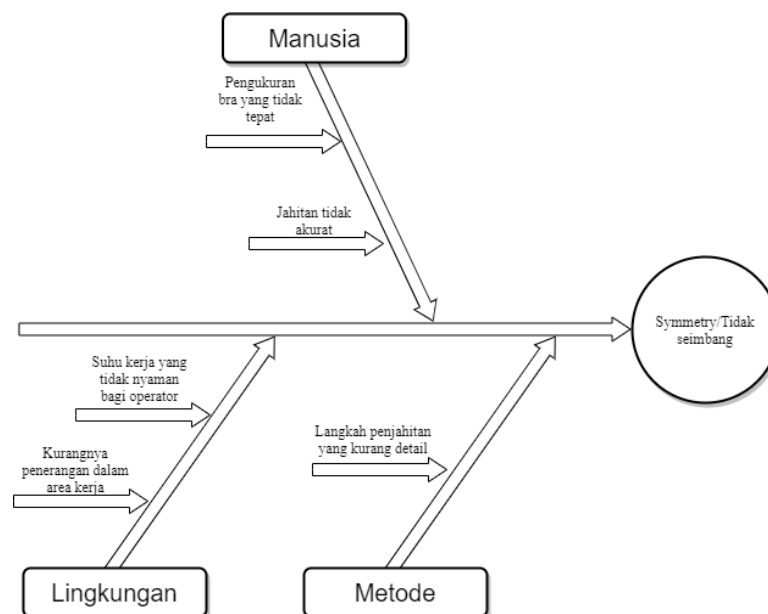 Manusia
Pengukuran
bra yang tidak
tepat
Jahitan tidak
akurat
Symmetry/Tidak
seimbang
Suhu kerja yang
tidak nyaman
bagi operator
Kurangnya
penerangan dalam
area kerja
Langkah penjahitan
yang kurang detail
Lingkungan
Metode